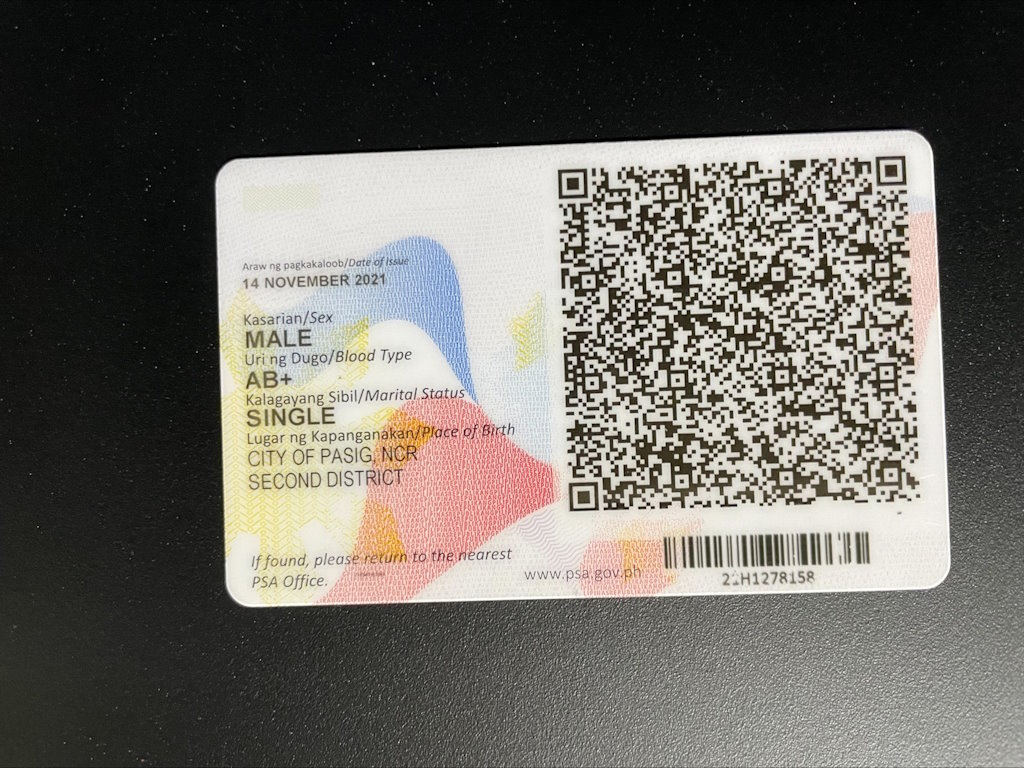 Araw ng pagkakaloob/Date of Issue
14 NOVEMBER 2021
Kasarian/Sex
MALE
Uri ng Dugo/Blood Type
AB+
Kalagayang Sibil/Marital Status
SINGLE
Lugar ng Kapanganakan/Place of Birth
CITY OF PASIG, NCR
SECOND DISTRICT
If found, please return to the nearest
PSA Office.
www.psa.gov.ph